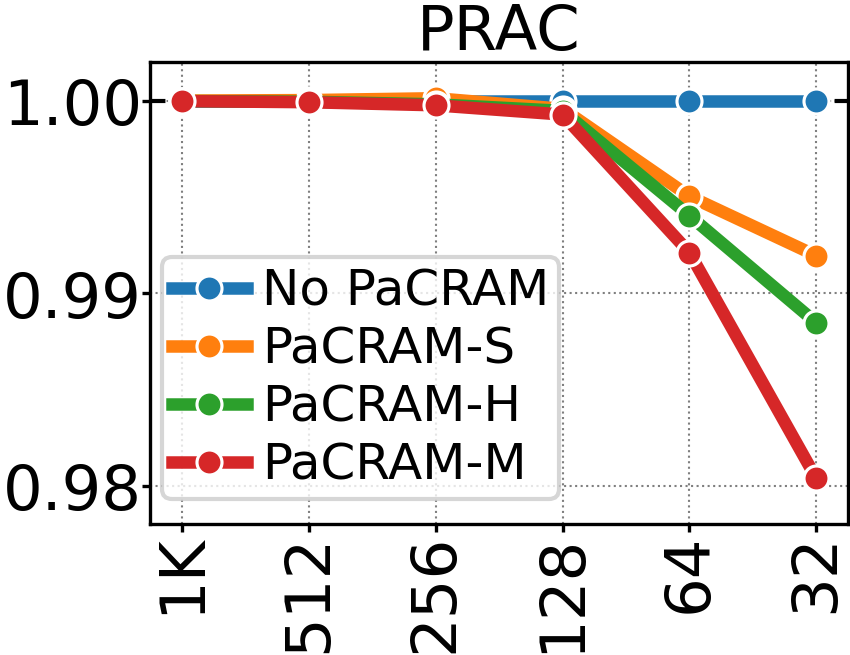 PRAC
1.00
0.99
0.98
No PaCRAM
PaCRAM-S
PaCRAM-H
PaCRAM-M
1K
512
256
128
64
32